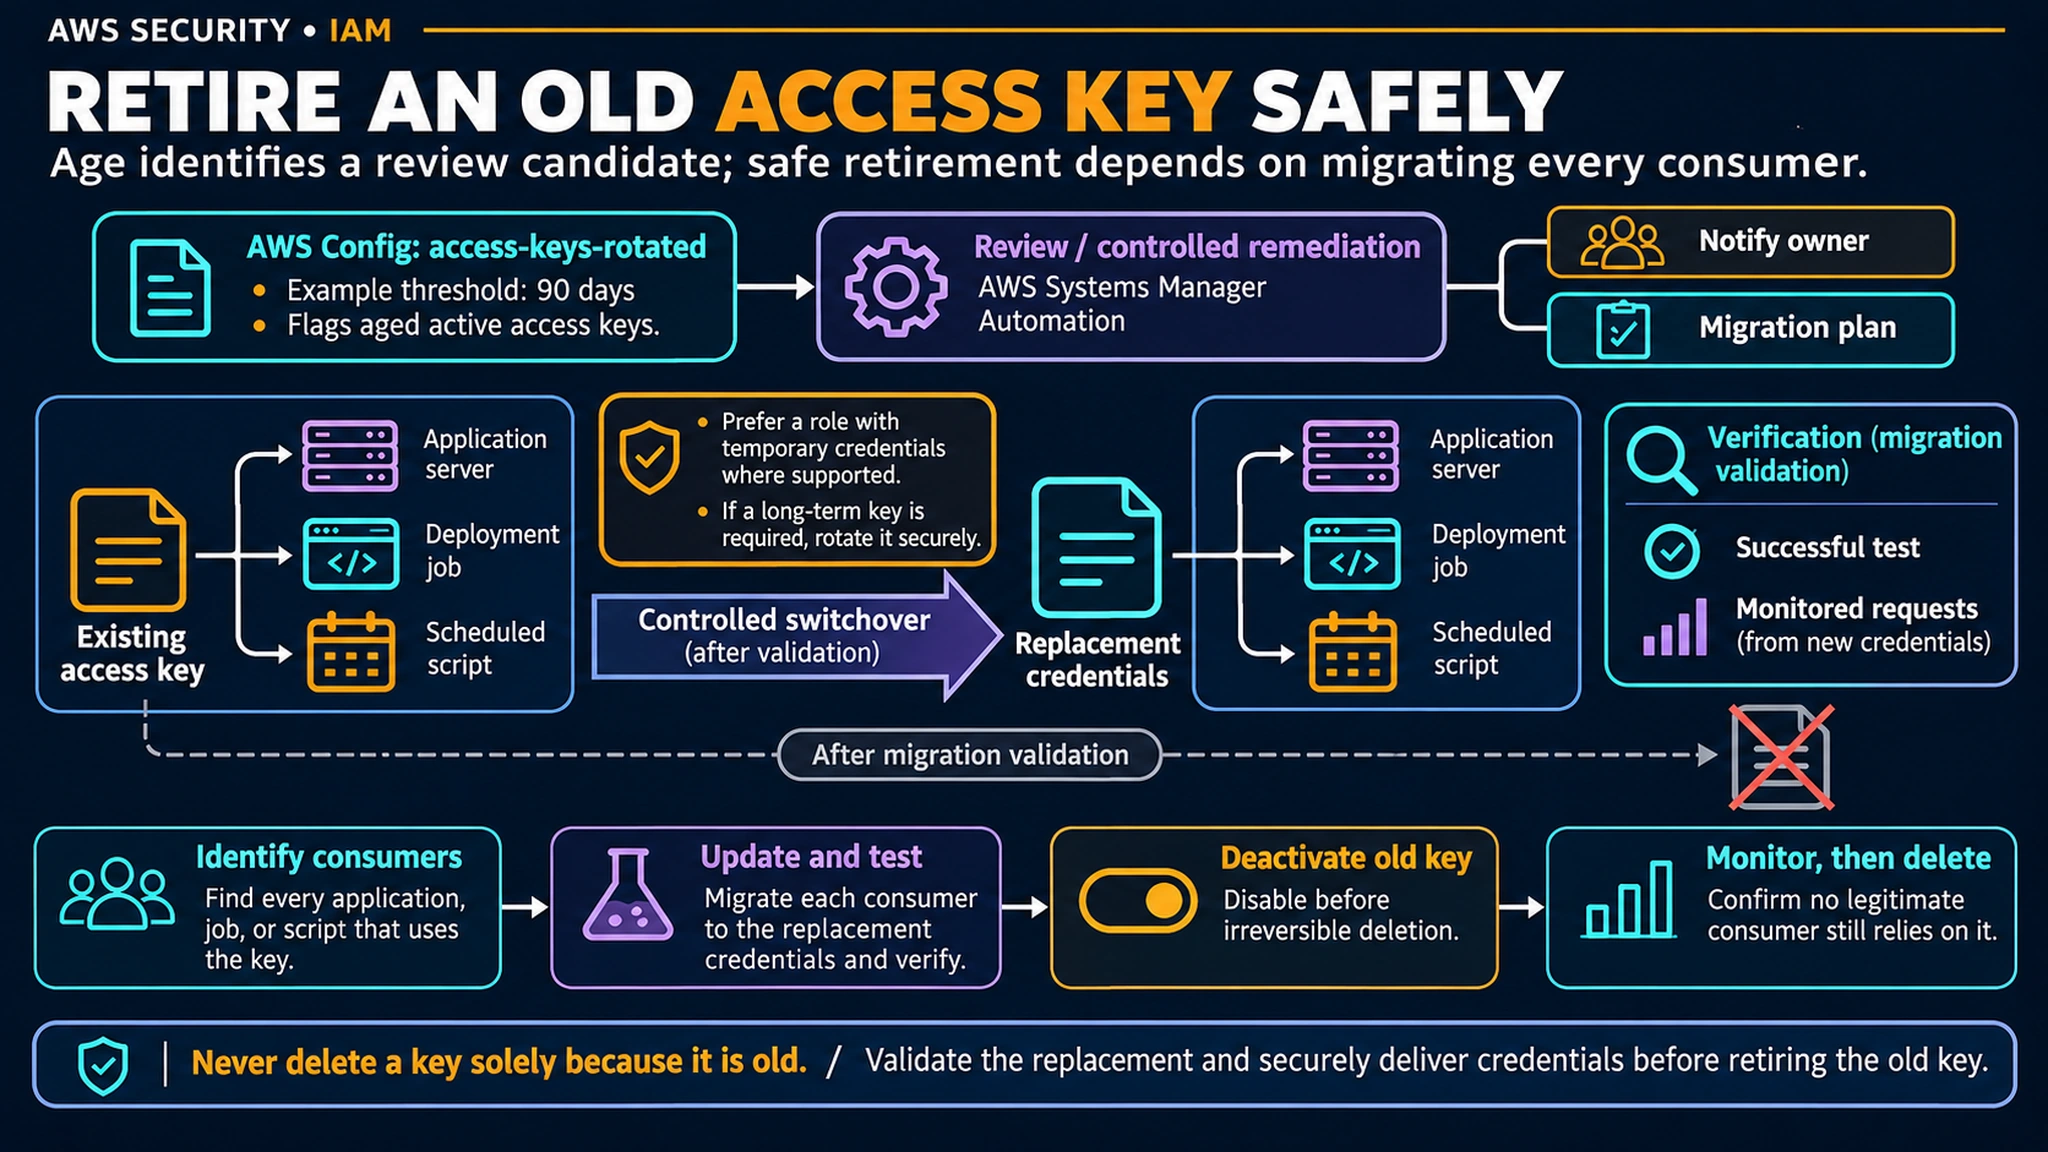 AWS SECURITY • IAM
RETIRE AN OLD ACCESS KEY SAFELY
Age identifies a review candidate; safe retirement depends on migrating every consumer.
AWS Config: access-keys-rotated
• Example threshold: 90 days
• Flags aged active access keys.
Review / controlled remediation
AWS Systems Manager
Automation
Notify owner
Migration plan
Existing
access key
Application
server
Deployment
job
Scheduled
script
• Prefer a role with
temporary credentials
where supported.
• If a long-term key is
required, rotate it securely.
Controlled switchover
(after validation)
Replacement
credentials
Application
server
Deployment
job
Scheduled
script
Verification (migration
validation)
Successful test
Monitored requests
(from new credentials)
After migration validation
Identify consumers
Find every application,
job, or script that uses
the key.
Update and test
Migrate each consumer
to the replacement
credentials and verify.
Deactivate old key
Disable before
irreversible deletion.
Monitor, then delete
Confirm no legitimate
consumer still relies on it.
Never delete a key solely because it is old. / Validate the replacement and securely deliver credentials before retiring the old key.